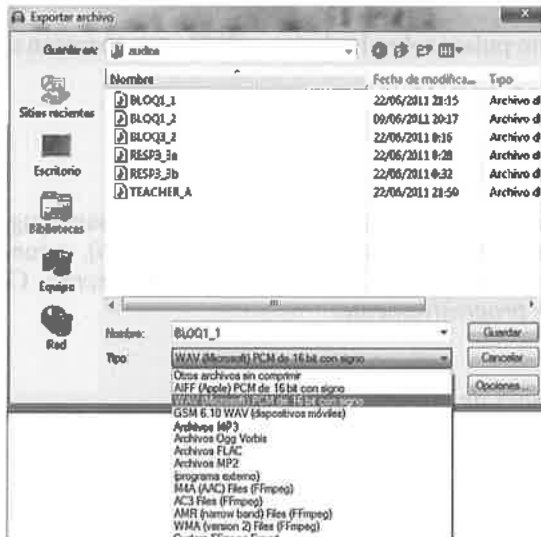 Exportar archivo
Guardar en: audios
Nombre Fecha de modifica... Tipo
BLOQ1_1 22/06/2011 21:15 Archivo d
BLOQ1_2 09/06/2011 20:17 Archivo d
BLOQ3_2 22/06/2011 0:16 Archivo d
RESP3_3a 22/06/2011 0:28 Archivo d
RESP3_3b 22/06/2011 0:32 Archivo d
TEACHER_A 22/06/2011 21:50 Archivo d
Sitios recientes
Escritorio
Bibliotecas
Equipo
Red
Nombre: BLOQ1_1 Guardar
Tipo: WAV (Microsoft) PCM de 16 bit con signo Cancelar
Opciones...
Otros archivos sin comprimir
AIFF (Apple) PCM de 16 bit con signo
WAV (Microsoft) PCM de 16 bit con signo
GSM 6.10 WAV (dispositivos móviles)
Archivos MP3
Archivos Ogg Vorbis
Archivos FLAC
Archivos MP2
(programa externo)
M4A (AAC) Files (FFmpeg)
AC3 Files (FFmpeg)
AMR (narrow band) Files (FFmpeg)
WMA (version 2) Files (FFmpeg)
Custom FFmpeg Export